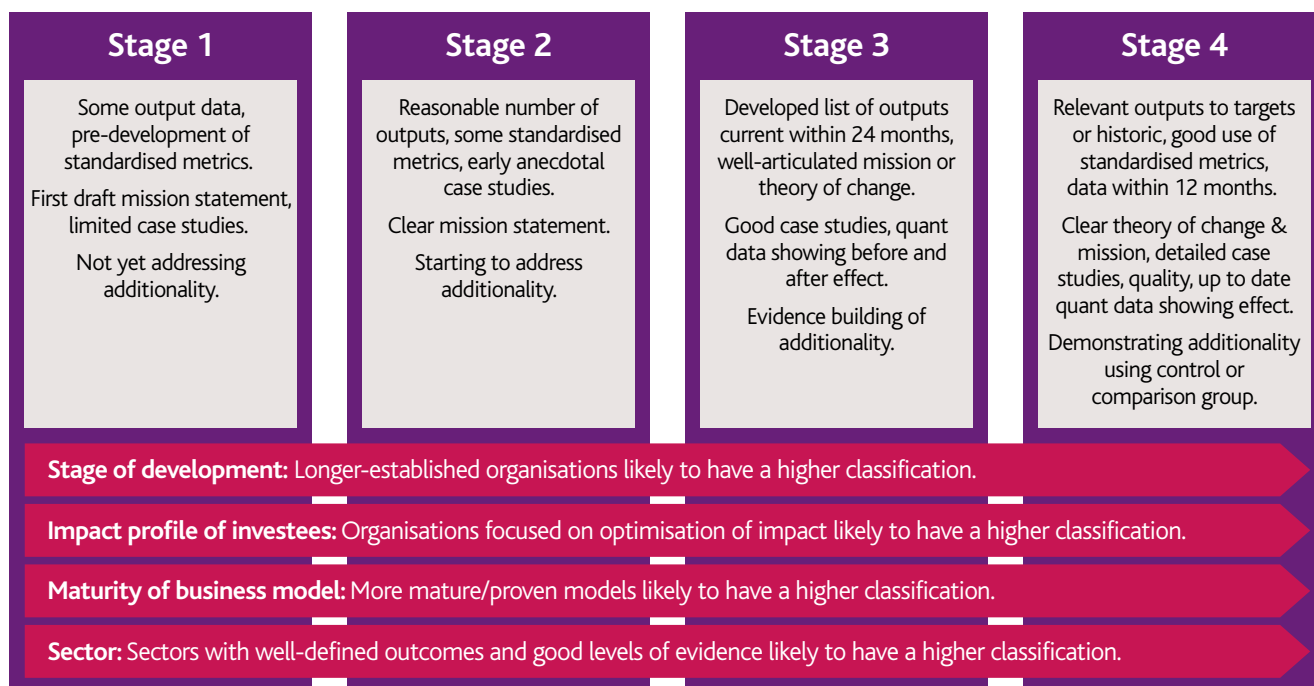 Stage 1
Some output data,
pre-development of
standardised metrics.
First draft mission statement,
limited case studies.
Not yet addressing
additionality.
Stage 2
Reasonable number of
outputs, some standardised
metrics, early anecdotal
case studies.
Clear mission statement.
Starting to address
additionality.
Stage 3
Developed list of outputs
current within 24 months,
well-articulated mission or
theory of change.
Good case studies, quant
data showing before and
after effect.
Evidence building of
additionality.
Stage 4
Relevant outputs to targets
or historic, good use of
standardised metrics,
data within 12 months.
Clear theory of change &
mission, detailed case
studies, quality, up to date
quant data showing effect.
Demonstrating additionality
using control or
comparison group.
Stage of development: Longer-established organisations likely to have a higher classification.
Impact profile of investees: Organisations focused on optimisation of impact likely to have a higher classification.
Maturity of business model: More mature/proven models likely to have a higher classification.
Sector: Sectors with well-defined outcomes and good levels of evidence likely to have a higher classification.